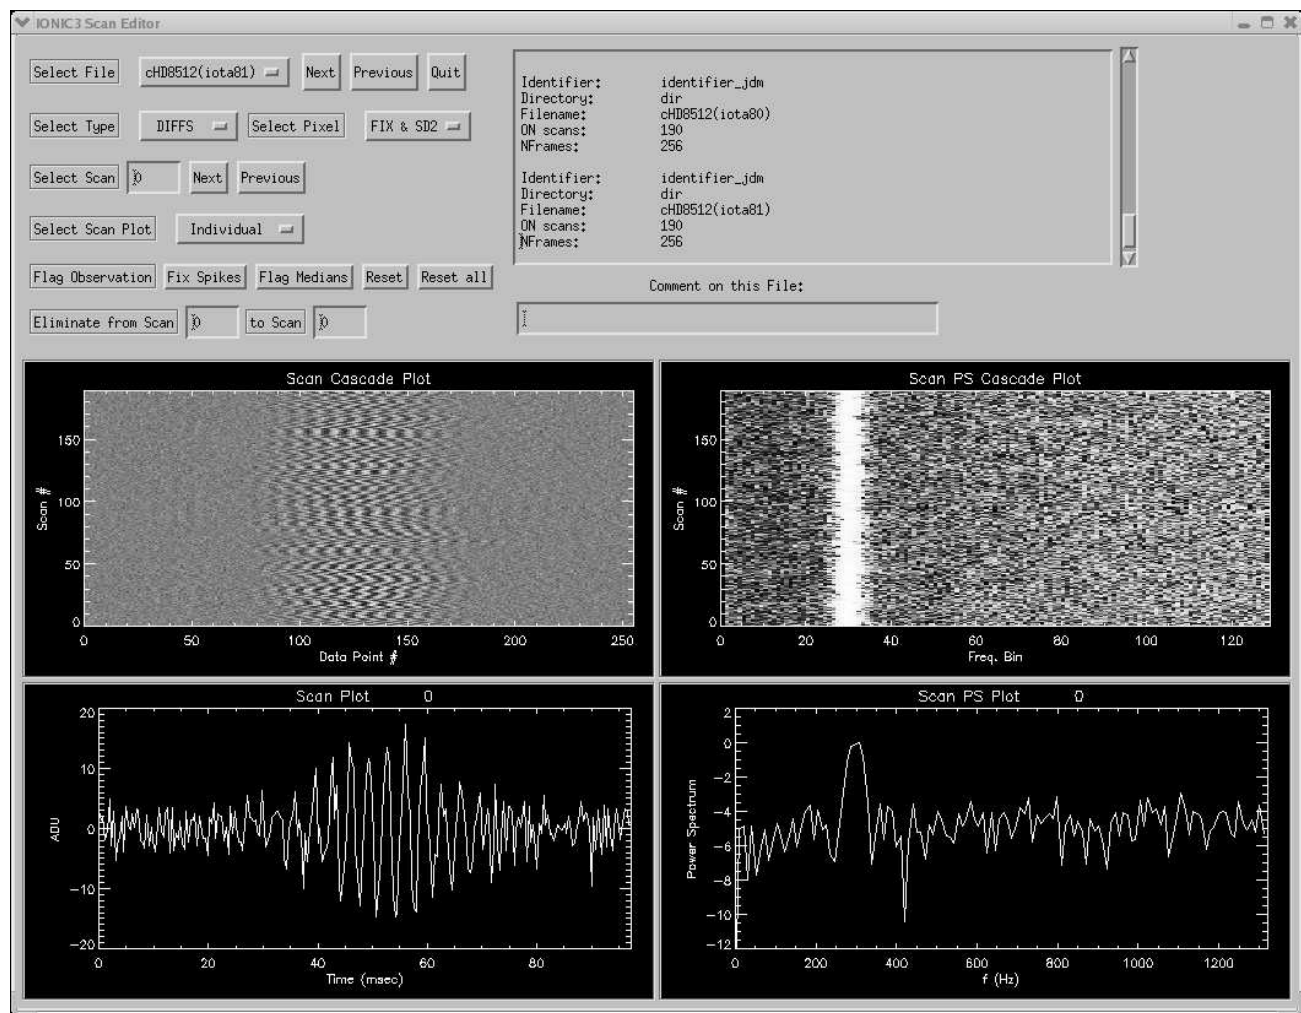 IONIC3 Scan Editor
Select File cHD8512(iota81) Next Previous Quit
Select Type DIFFS Select Pixel FIX & SD2
Select Scan 0 Next Previous
Select Scan Plot Individual
Flag Observation Fix Spikes Flag Medians Reset Reset all
Eliminate from Scan 0 to Scan 0
Identifier: identifier_jdm
Directory: dir
Filename: cHD8512(iota80)
ON scans: 190
NFrames: 256
Identifier: identifier_jdm
Directory: dir
Filename: cHD8512(iota81)
ON scans: 190
NFrames: 256
Comment on this File:
Scan Cascade Plot
150
100
50
0
Scan #
0 50 100 150 200 250
Data Point #
Scan PS Cascade Plot
150
100
50
0
Scan #
0 20 40 60 80 100 120
Freq. Bin
Scan Plot 0
20
10
0
-10
-20
ADU
0 20 40 60 80
Time (msec)
Scan PS Plot 0
2
0
-2
-4
-6
-8
-10
-12
Power Spectrum
0 200 400 600 800 1000 1200
f (Hz)